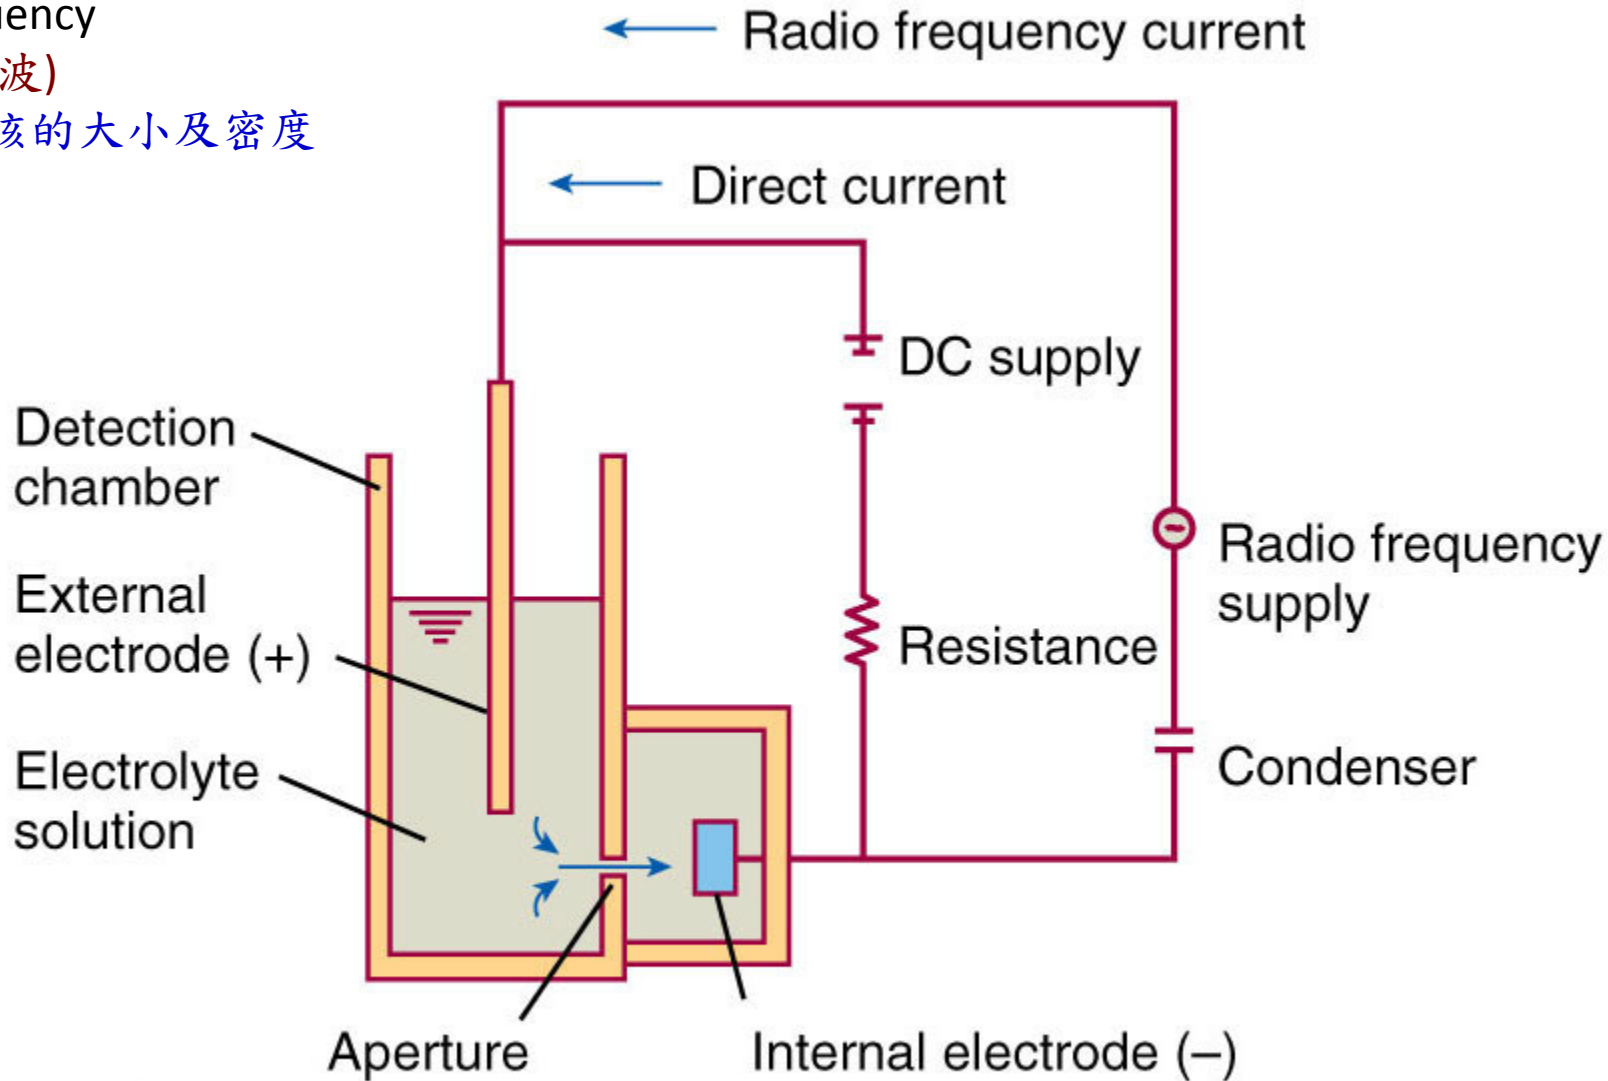 uency
波)
核的大小及密度
Radio frequency current
Direct current
DC supply
Detection
chamber
Radio frequency
supply
External
electrode (+)
Resistance
Electrolyte
solution
Condenser
Aperture
Internal electrode (–)